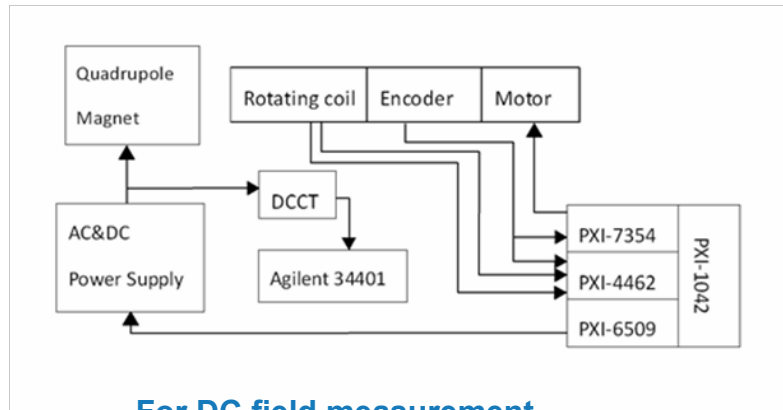 Quadrupole
Magnet
Rotating coil
Encoder
Motor
DCCT
AC&DC
Power Supply
Agilent 34401
PXI-7354
PXI-4462
PXI-6509
PXI-1042
For DC field measurement